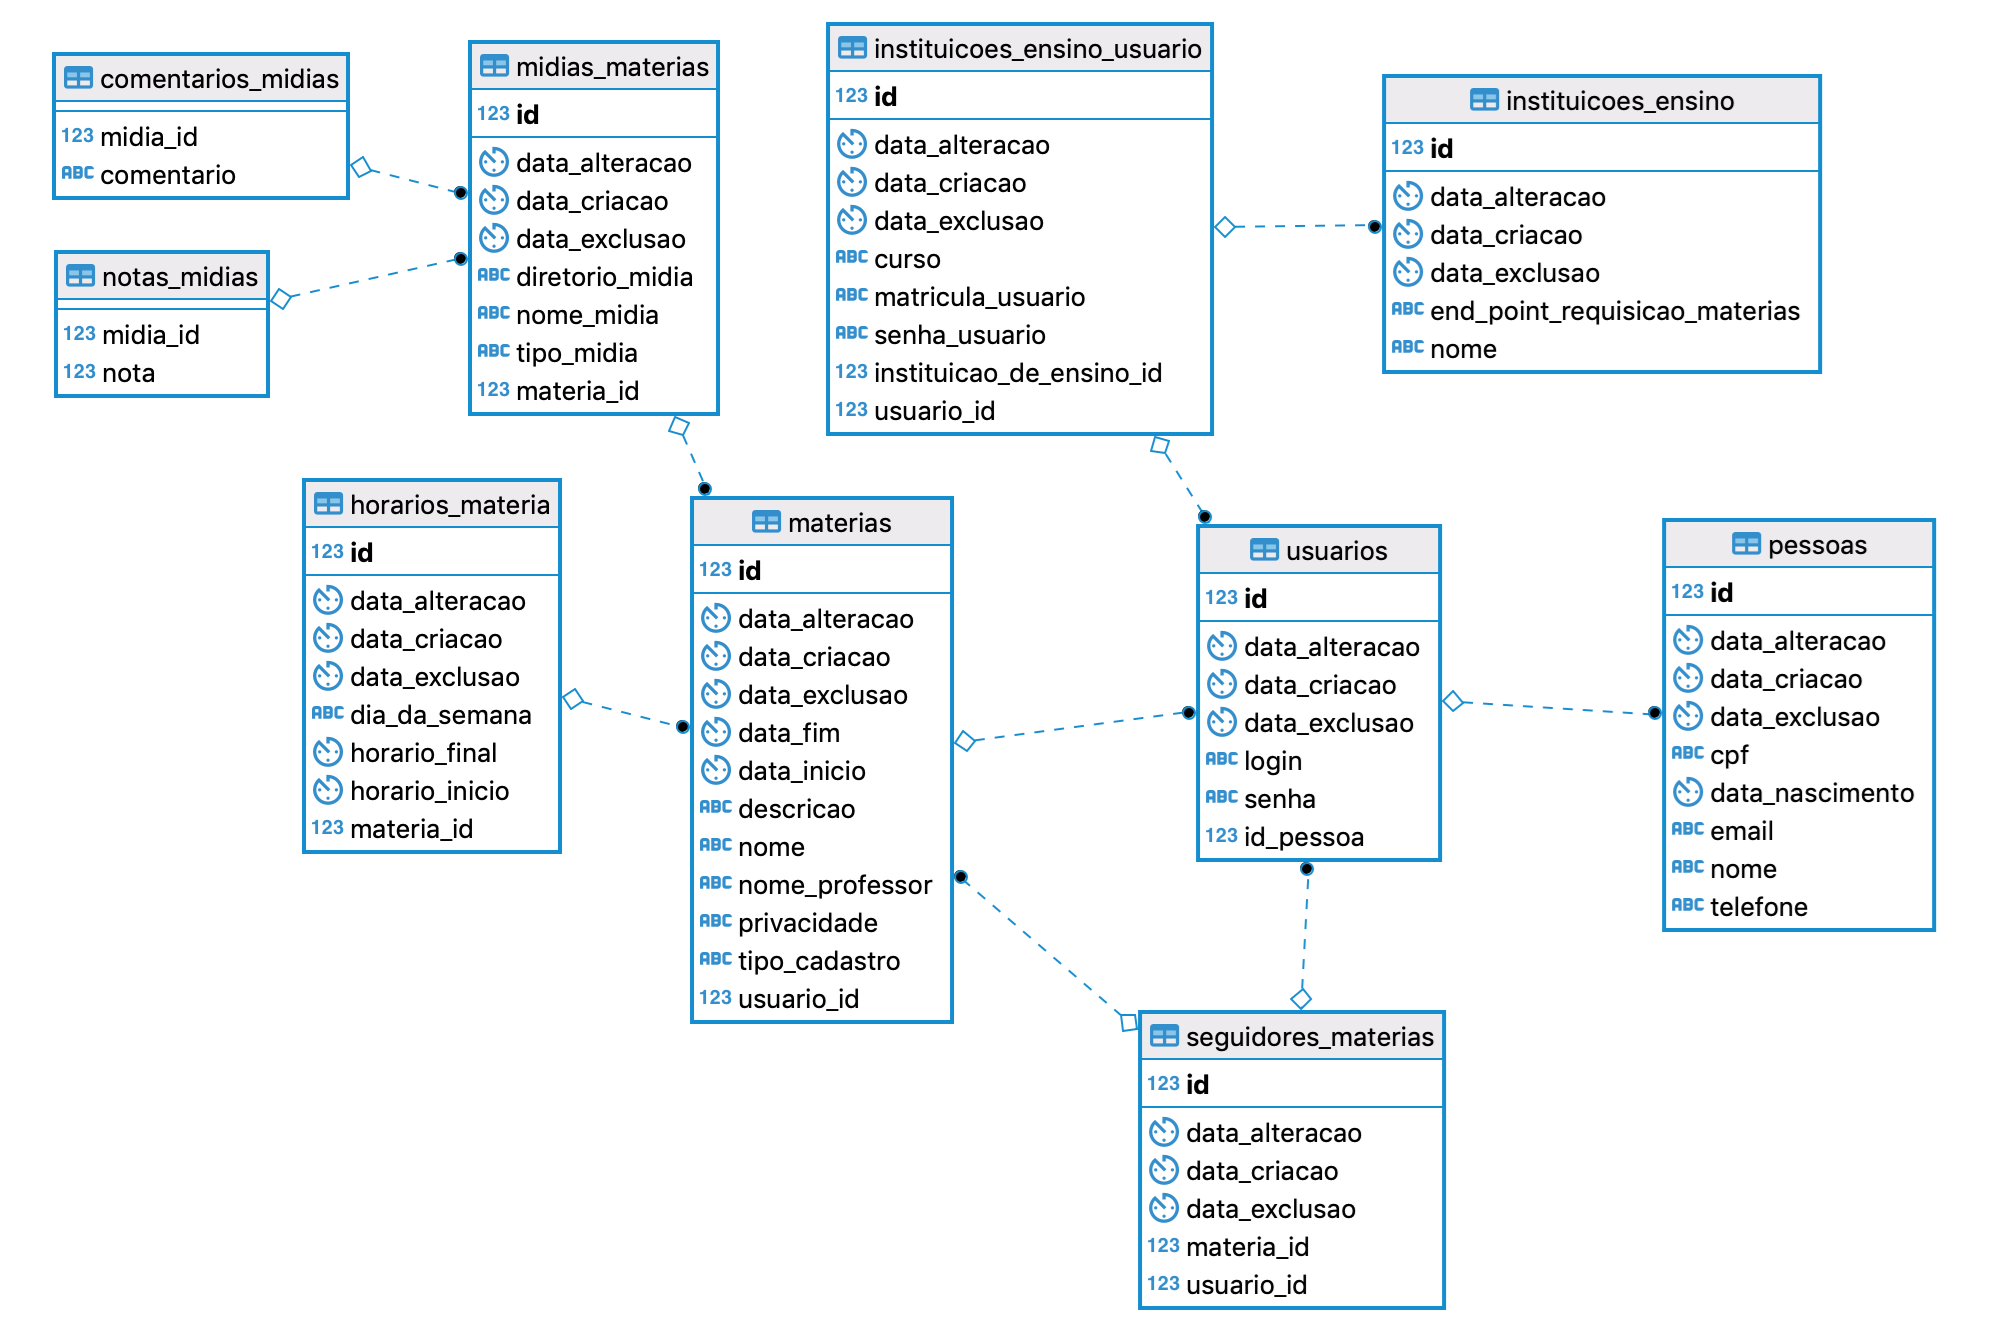 comentarios_midias
123 midia_id
ABC comentario
notas_midias
123 midia_id
123 nota
midias_materias
123 id
data_alteracao
data_criacao
data_exclusao
ABC diretorio_midia
ABC nome_midia
ABC tipo_midia
123 materia_id
instituicoes_ensino_usuario
123 id
data_alteracao
data_criacao
data_exclusao
ABC curso
ABC matricula_usuario
ABC senha_usuario
123 instituicao_de_ensino_id
123 usuario_id
instituicoes_ensino
123 id
data_alteracao
data_criacao
data_exclusao
ABC end_point_requisicao_materias
ABC nome
horarios_materia
123 id
data_alteracao
data_criacao
data_exclusao
ABC dia_da_semana
horario_final
horario_inicio
123 materia_id
materias
123 id
data_alteracao
data_criacao
data_exclusao
data_fim
data_inicio
ABC descricao
ABC nome
ABC nome_professor
ABC privacidade
ABC tipo_cadastro
123 usuario_id
usuarios
123 id
data_alteracao
data_criacao
data_exclusao
ABC login
ABC senha
123 id_pessoa
pessoas
123 id
data_alteracao
data_criacao
data_exclusao
ABC cpf
data_nascimento
ABC email
ABC nome
ABC telefone
seguidores_materias
123 id
data_alteracao
data_criacao
data_exclusao
123 materia_id
123 usuario_id